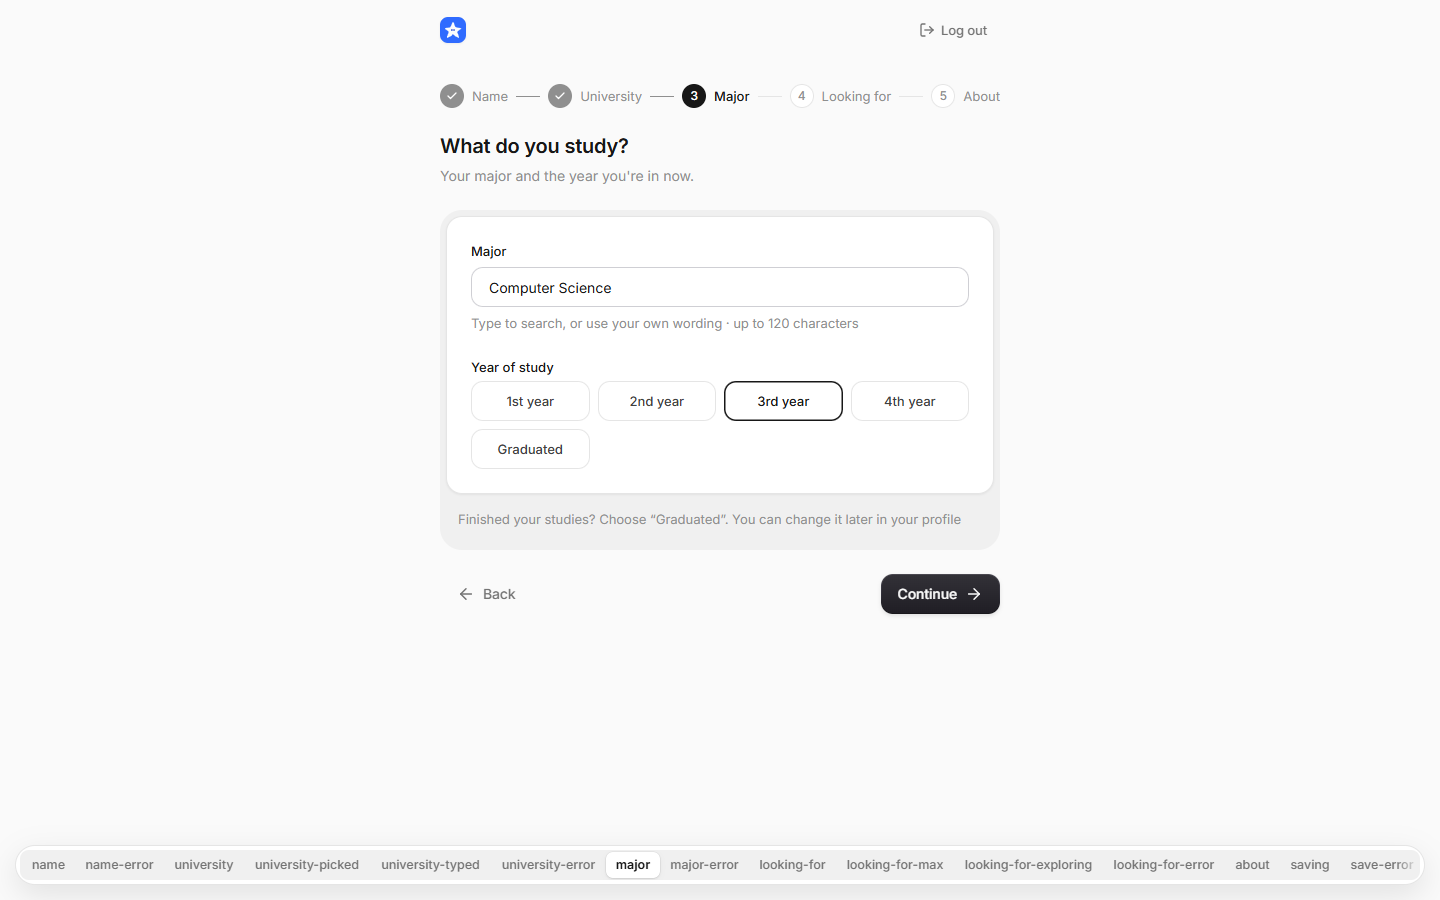 Log out
Name University 3 Major 4 Looking for 5 About
What do you study?
Your major and the year you're in now.
Major
Computer Science
Type to search, or use your own wording · up to 120 characters
Year of study
1st year 2nd year 3rd year 4th year
Graduated
Finished your studies? Choose “Graduated”. You can change it later in your profile
Back Continue
name name-error university university-picked university-typed university-error major major-error looking-for looking-for-max looking-for-exploring looking-for-error about saving save-error